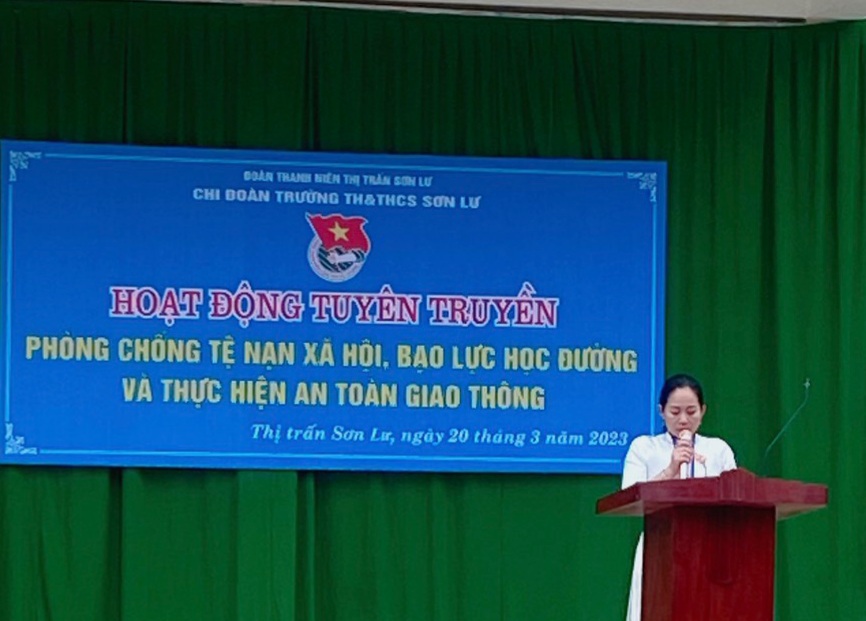 ĐOÀN THANH NIÊN THỊ TRẤN SƠN LƯ
CHI ĐOÀN TRƯỜNG TH&THCS SƠN LƯ
HOẠT ĐỘNG TUYÊN TRUYỀN
PHÒNG CHỐNG TỆ NẠN XÃ HỘI, BẠO LỰC HỌC ĐƯỜNG
VÀ THỰC HIỆN AN TOÀN GIAO THÔNG
Thị trấn Sơn Lư, ngày 20 tháng 3 năm 2023